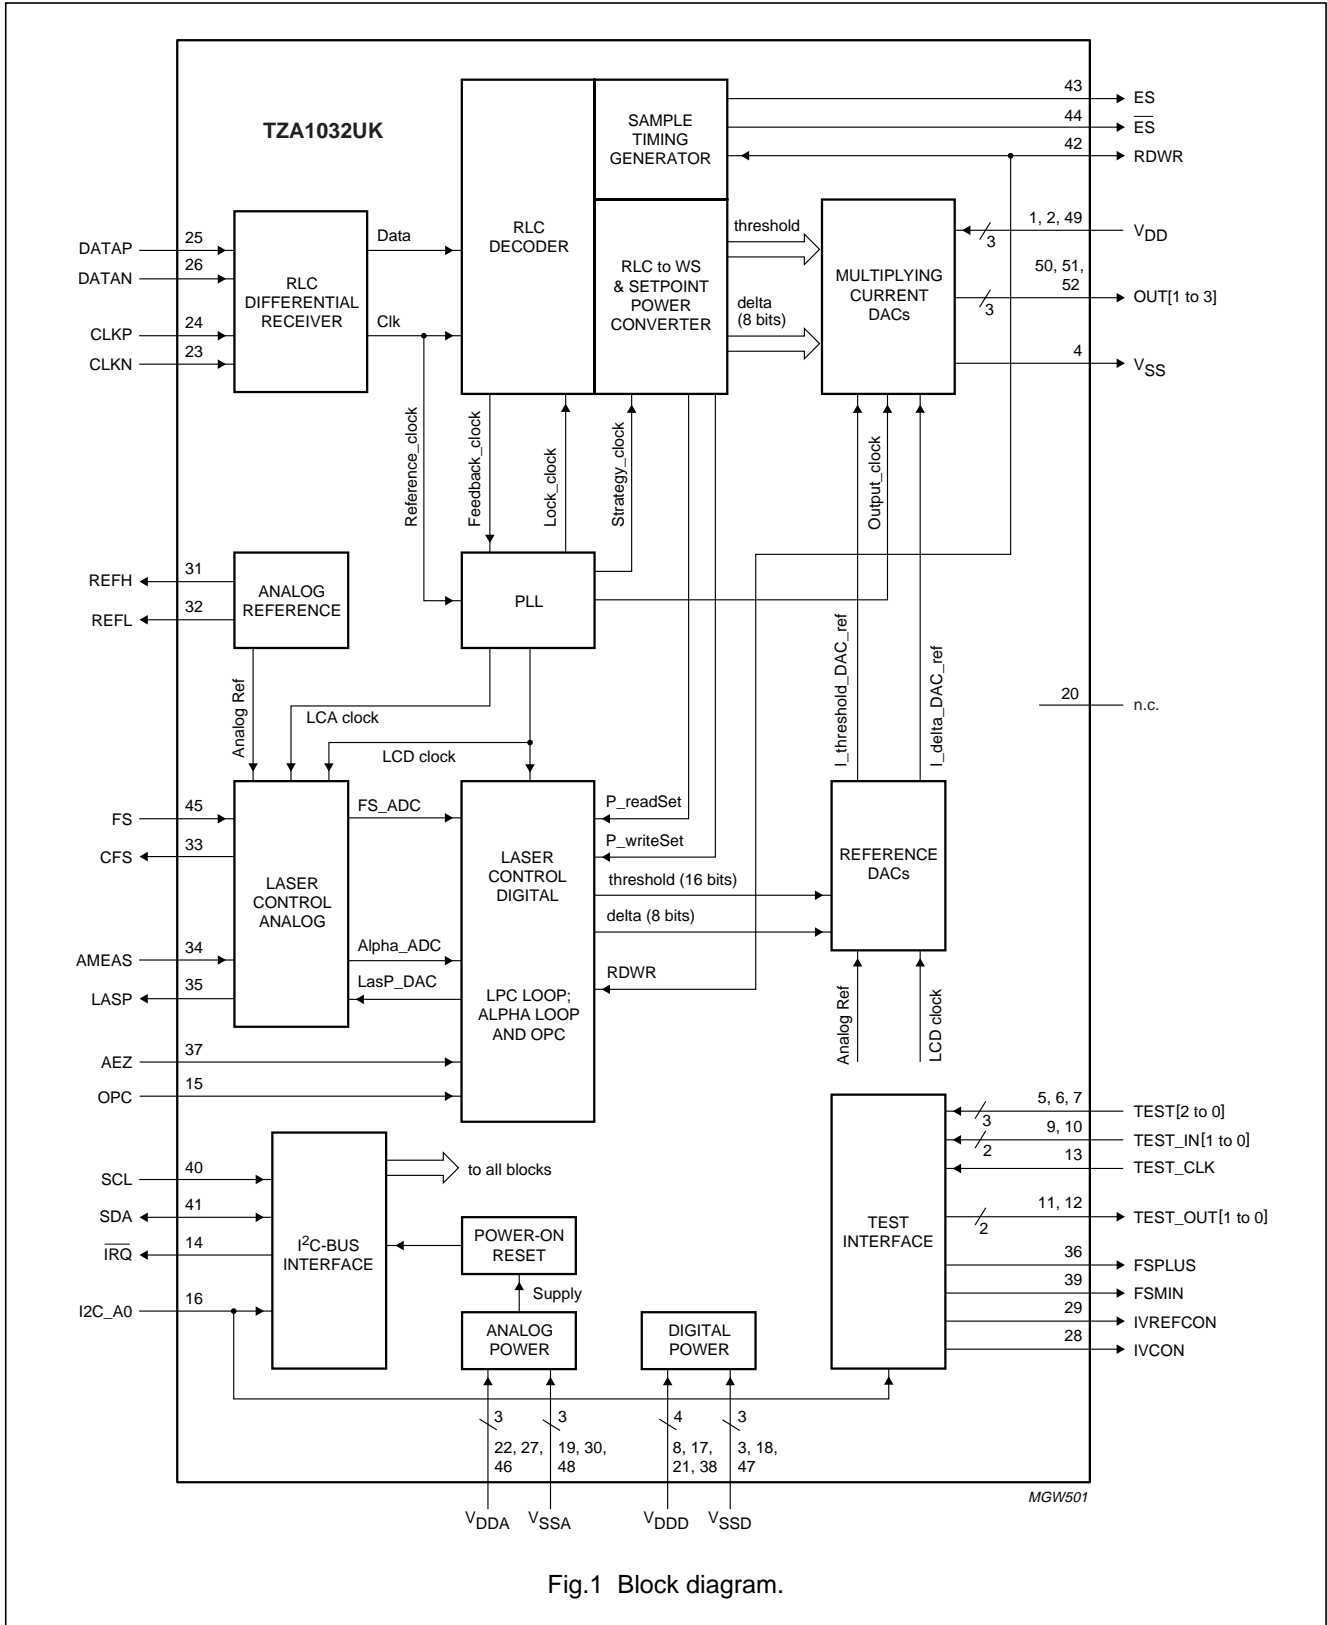 TZA1032UK
SAMPLE
TIMING
GENERATOR
43
ES
44
E̅S̅
42
RDWR
RLC
DECODER
RLC to WS
& SETPOINT
POWER
CONVERTER
threshold
delta
(8 bits)
MULTIPLYING
CURRENT
DACs
1, 2, 49
3
VDD
50, 51,
52
3
OUT[1 to 3]
4
VSS
DATAP
25
DATAN
26
CLKP
24
CLKN
23
RLC
DIFFERENTIAL
RECEIVER
Data
Clk
Reference_clock
Feedback_clock
Lock_clock
Strategy_clock
Output_clock
REFH
31
REFL
32
ANALOG
REFERENCE
PLL
Analog Ref
LCA clock
LCD clock
I_threshold_DAC_ref
I_delta_DAC_ref
20
n.c.
FS
45
CFS
33
AMEAS
34
LASP
35
AEZ
37
OPC
15
LASER
CONTROL
ANALOG
FS_ADC
Alpha_ADC
LasP_DAC
LASER
CONTROL
DIGITAL
LPC LOOP;
ALPHA LOOP
AND OPC
P_readSet
P_writeSet
threshold (16 bits)
delta (8 bits)
RDWR
REFERENCE
DACs
Analog Ref
LCD clock
SCL
40
SDA
41
I̅R̅Q̅
14
I2C_A0
16
I²C-BUS
INTERFACE
to all blocks
POWER-ON
RESET
Supply
ANALOG
POWER
DIGITAL
POWER
TEST
INTERFACE
5, 6, 7
3
TEST[2 to 0]
9, 10
2
TEST_IN[1 to 0]
13
TEST_CLK
11, 12
2
TEST_OUT[1 to 0]
36
FSPLUS
39
FSMIN
29
IVREFCON
28
IVCON
3
22, 27,
46
3
19, 30,
48
4
8, 17,
21, 38
3
3, 18,
47
VDDA
VSSA
VDDD
VSSD
MGW501
Fig.1 Block diagram.